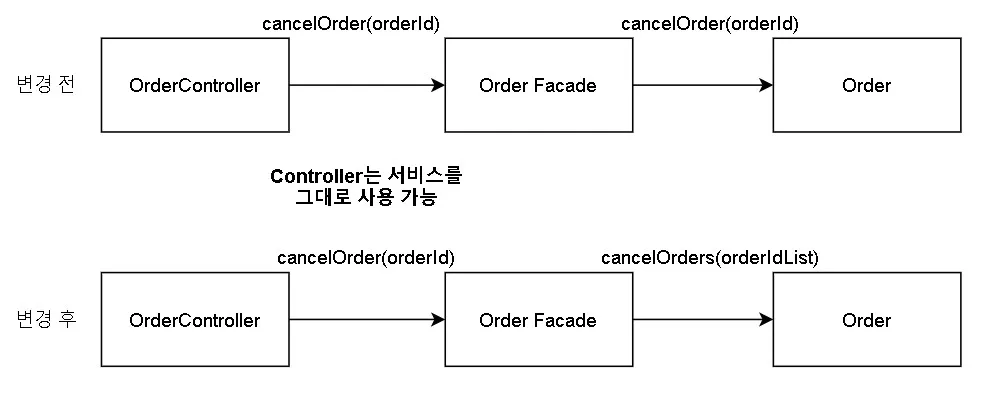 cancelOrder(orderId)
cancelOrder(orderId)
변경 전
OrderController
Order Facade
Order
Controller는 서비스를
그대로 사용 가능
cancelOrder(orderId)
cancelOrders(orderIdList)
변경 후
OrderController
Order Facade
Order